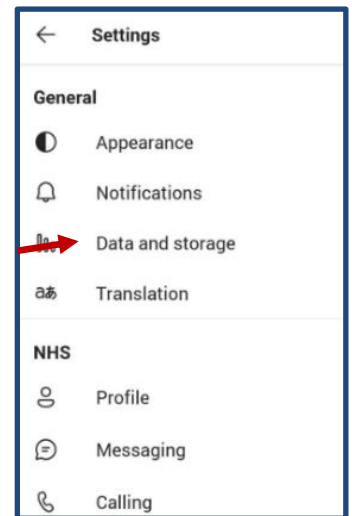 Settings
General
Appearance
Notifications
Data and storage
aあ Translation
NHS
Profile
Messaging
Calling